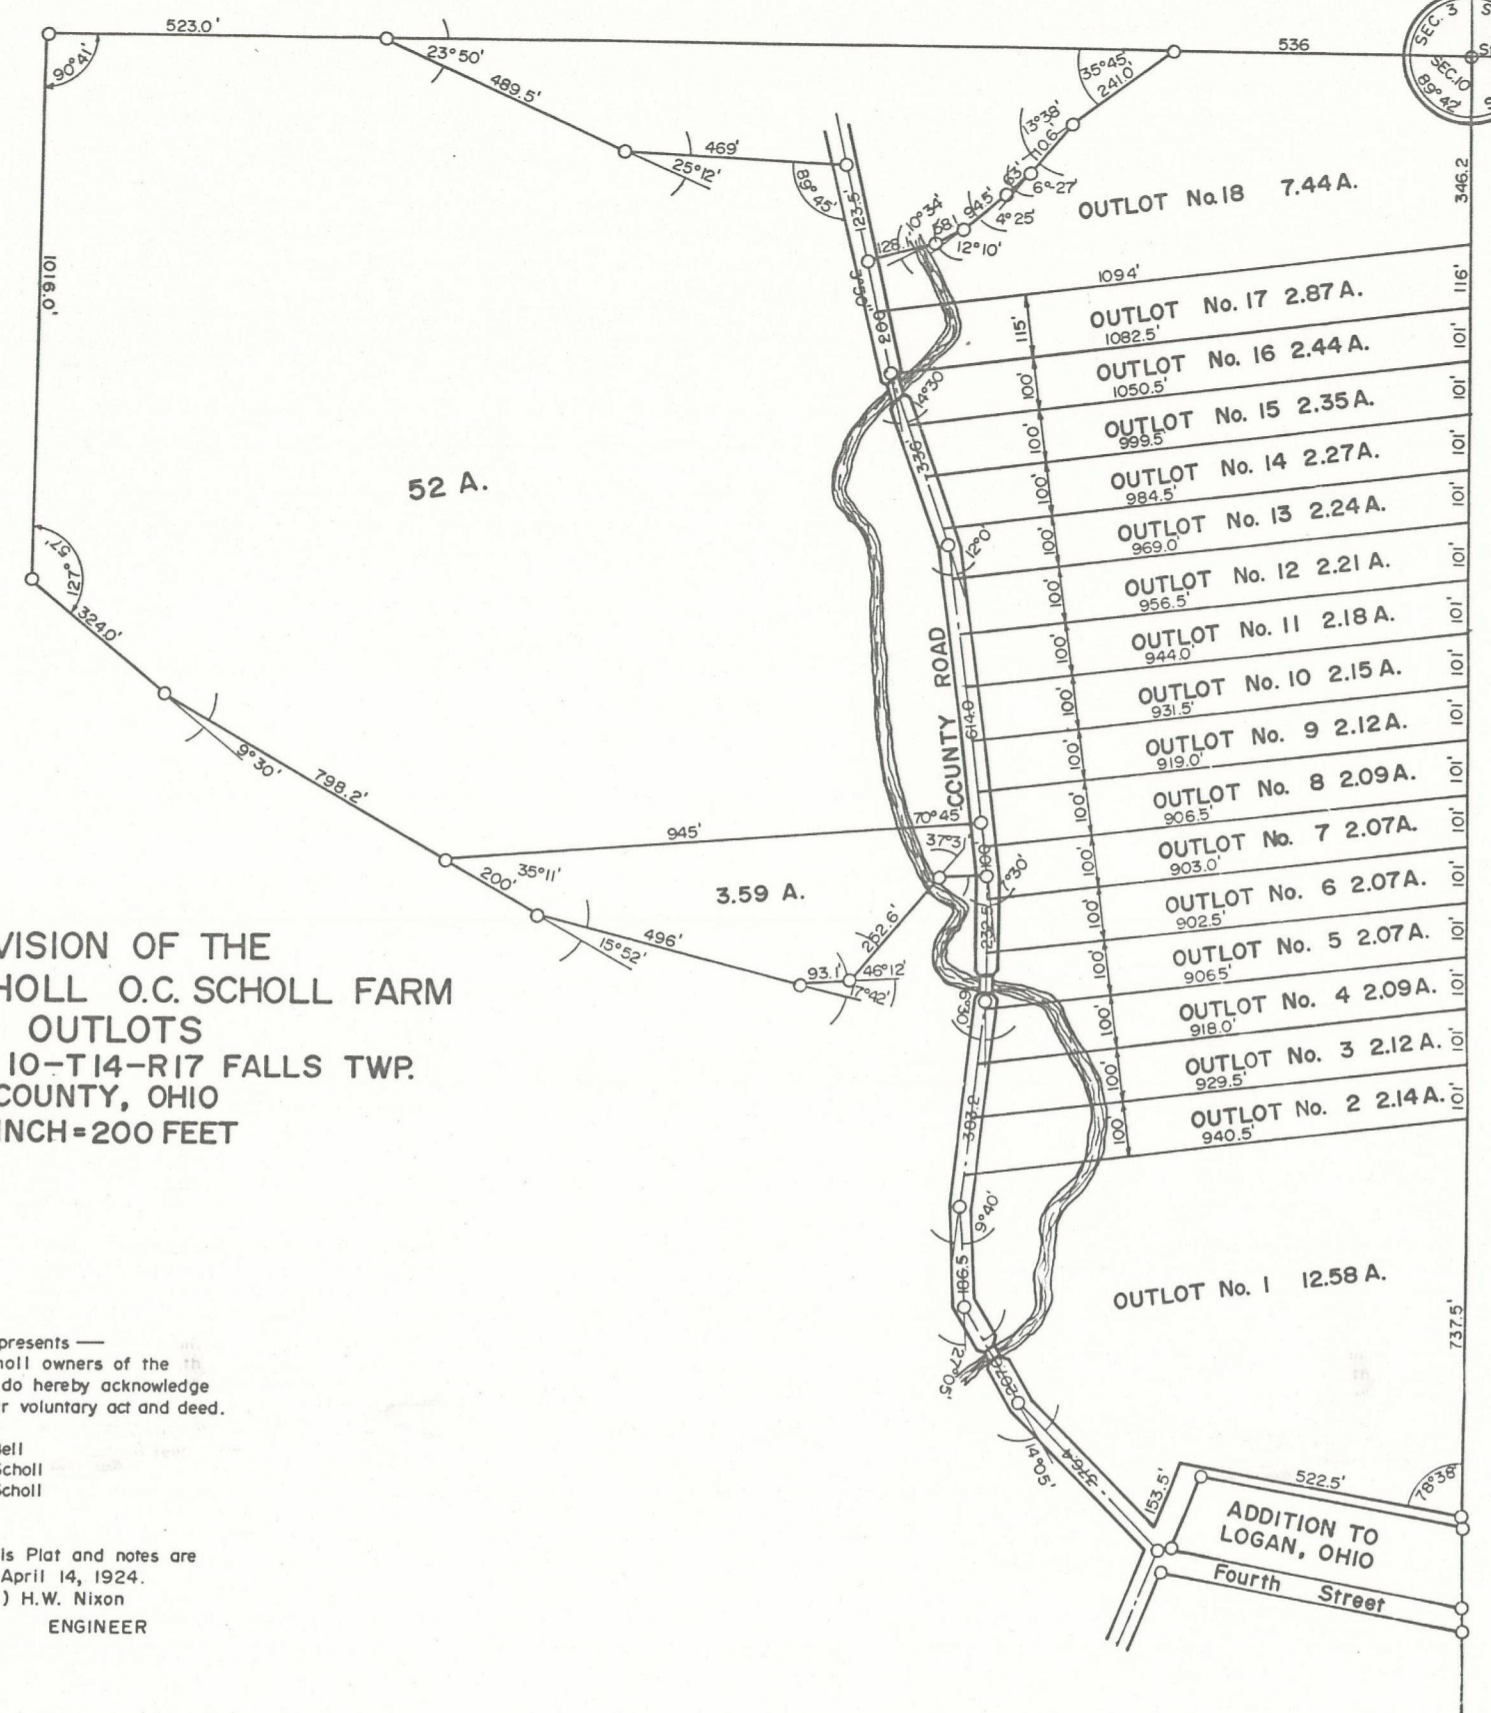 523.0'
536
SEC. 3
SEC.10
89°42'
90°41'
23°50'
489.5'
35°45'
241.0'
13°38'
110.6'
469'
25°12'
89°45'
123.5'
63'
6°27'
94.5'
4°25'
10°34'
58.1
12°10'
128.
346.2
OUTLOT No.18 7.44 A.
1016.0'
1094'
200'
116'
115'
OUTLOT No. 17 2.87 A.
1082.5'
101'
100'
OUTLOT No. 16 2.44 A.
1050.5'
14°30'
101'
100'
OUTLOT No. 15 2.35 A.
999.5'
336'
101'
100'
OUTLOT No. 14 2.27 A.
984.5'
101'
100'
OUTLOT No. 13 2.24 A.
969.0'
12°0'
101'
100'
OUTLOT No. 12 2.21 A.
956.5'
101'
100'
OUTLOT No. 11 2.18 A.
944.0'
101'
100'
OUTLOT No. 10 2.15 A.
931.5'
101'
100'
OUTLOT No. 9 2.12 A.
919.0'
101'
100'
OUTLOT No. 8 2.09 A.
906.5'
101'
100'
OUTLOT No. 7 2.07 A.
903.0'
101'
100'
OUTLOT No. 6 2.07 A.
902.5'
101'
100'
OUTLOT No. 5 2.07 A.
906.5'
101'
100'
OUTLOT No. 4 2.09 A.
918.0'
101'
100'
OUTLOT No. 3 2.12 A.
929.5'
101'
100'
OUTLOT No. 2 2.14 A.
940.5'
52 A.
127°57'
324.0'
9°30'
798.2'
COUNTY ROAD
614.0
945'
70°45'
37°31'
100'
7°30'
200'
35°11'
3.59 A.
232.5'
252.6'
15°52'
496'
93.1'
46°12'
17°42'
383.2
9°40'
186.5
OUTLOT No. 1 12.58 A.
737.5'
27°05'
14°05'
376.4
153.5'
522.5'
78°38'
ADDITION TO
LOGAN, OHIO
Fourth Street
VISION OF THE
HOLL O.C. SCHOLL FARM
OUTLOTS
10-T14-R17 FALLS TWP.
COUNTY, OHIO
INCH=200 FEET
presents —
holl owners of the
do hereby acknowledge
r voluntary act and deed.
ell
Scholl
Scholl
is Plat and notes are
April 14, 1924.
) H.W. Nixon
ENGINEER